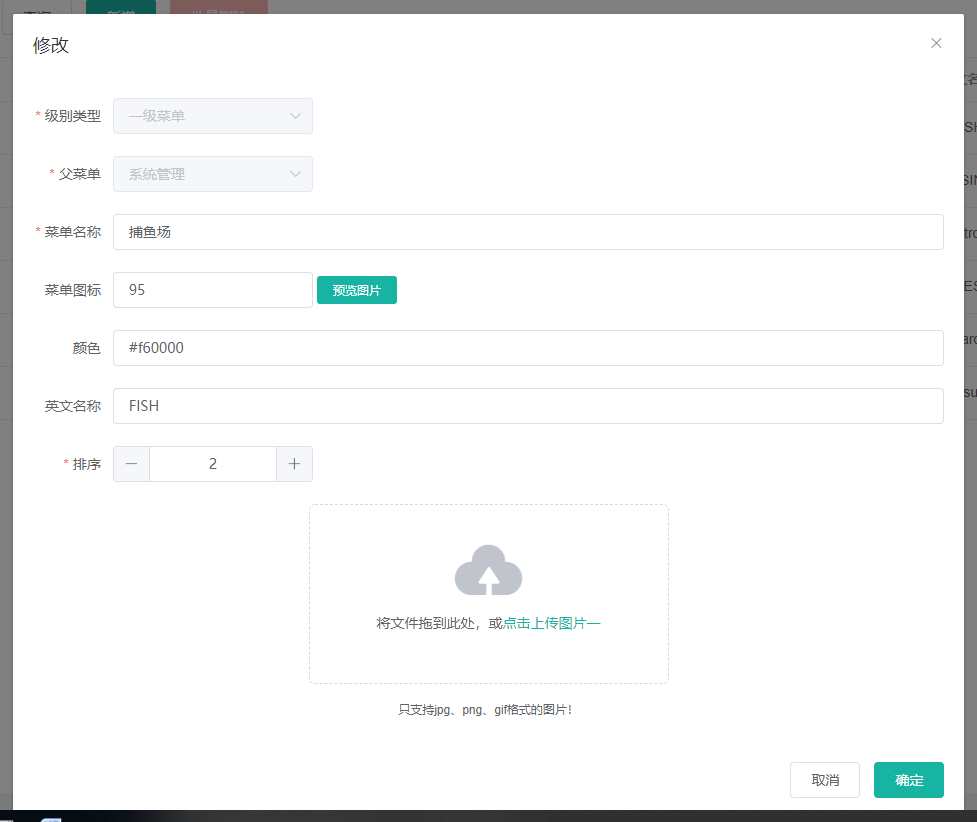 修改
* 级别类型 一级菜单
* 父菜单 系统管理
* 菜单名称 捕鱼场
菜单图标 95 预览图片
颜色 #f60000
英文名称 FISH
* 排序 2
将文件拖到此处，或点击上传图片一
只支持jpg、png、gif格式的图片!
取消 确定